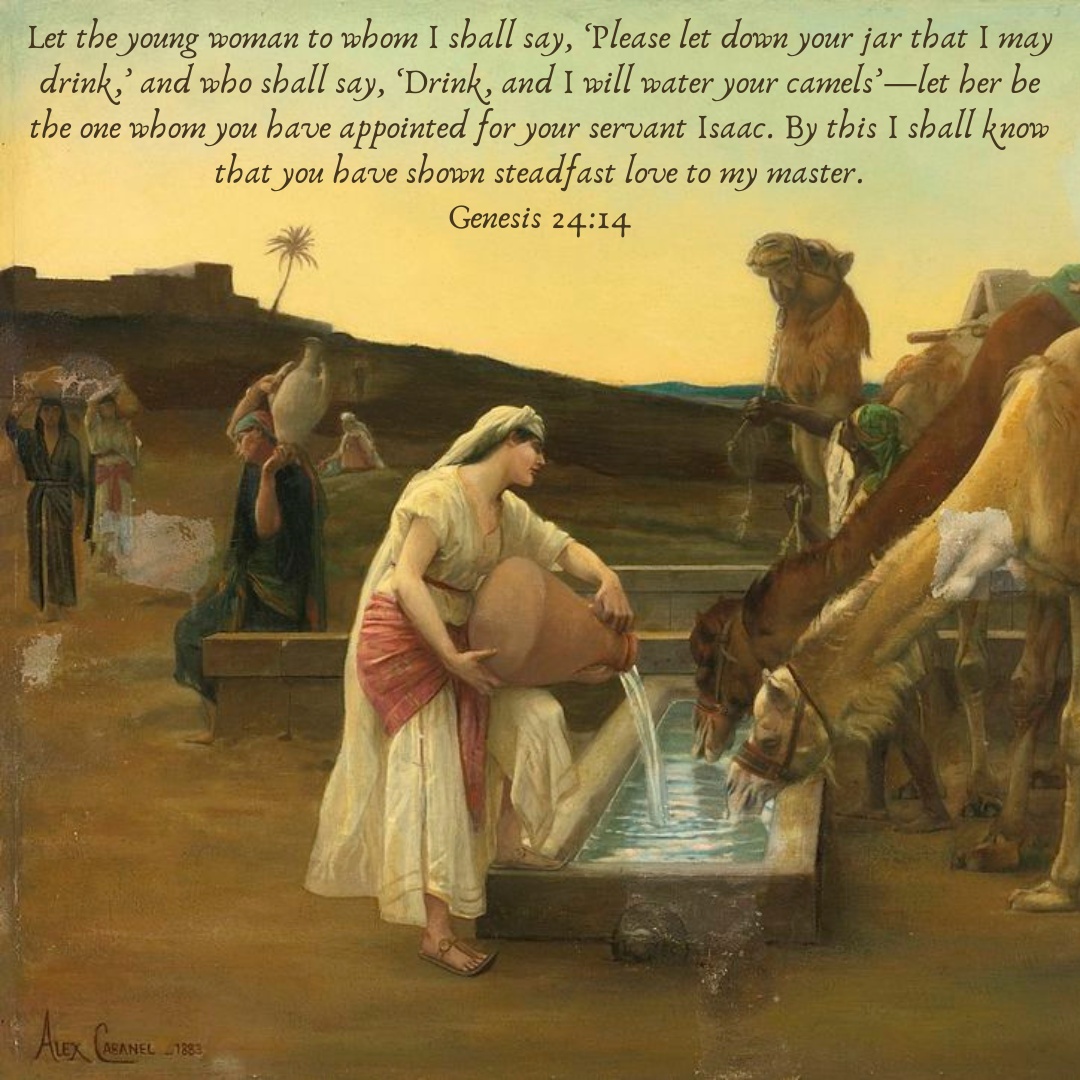 Let the young woman to whom I shall say, ‘Please let down your jar that I may
drink,’ and who shall say, ‘Drink, and I will water your camels’—let her be
the one whom you have appointed for your servant Isaac. By this I shall know
that you have shown steadfast love to my master.
Genesis 24:14
ALEX CABANEL _1883